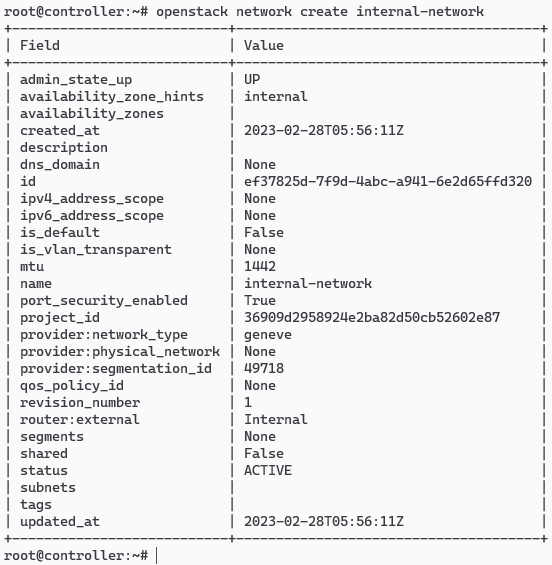 root@controller:~# openstack network create internal-network
+---------------------------+--------------------------------------+
| Field                     | Value                                |
+---------------------------+--------------------------------------+
| admin_state_up            | UP                                   |
| availability_zone_hints   | internal                             |
| availability_zones        |                                      |
| created_at                | 2023-02-28T05:56:11Z                 |
| description               |                                      |
| dns_domain                | None                                 |
| id                        | ef37825d-7f9d-4abc-a941-6e2d65ffd320 |
| ipv4_address_scope        | None                                 |
| ipv6_address_scope        | None                                 |
| is_default                | False                                |
| is_vlan_transparent       | None                                 |
| mtu                       | 1442                                 |
| name                      | internal-network                     |
| port_security_enabled     | True                                 |
| project_id                | 36909d2958924e2ba82d50cb52602e87     |
| provider:network_type     | geneve                               |
| provider:physical_network | None                                 |
| provider:segmentation_id  | 49718                                |
| qos_policy_id             | None                                 |
| revision_number           | 1                                    |
| router:external           | Internal                             |
| segments                  | None                                 |
| shared                    | False                                |
| status                    | ACTIVE                               |
| subnets                   |                                      |
| tags                      |                                      |
| updated_at                | 2023-02-28T05:56:11Z                 |
+---------------------------+--------------------------------------+
root@controller:~#